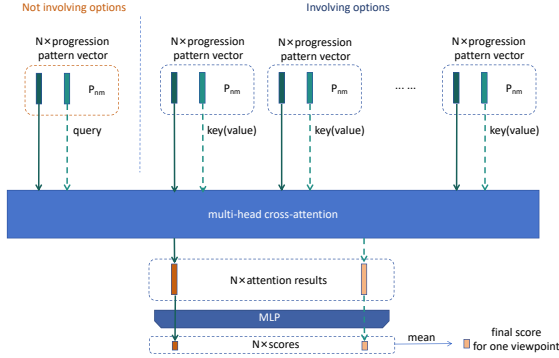 Not involving options
Involving options
N×progression
pattern vector
N×progression
pattern vector
N×progression
pattern vector
N×progression
pattern vector
Pnm
Pnm
Pnm
... ...
Pnm
query
key(value)
key(value)
key(value)
multi-head cross-attention
N×attention results
MLP
N×scores
mean
final score
for one viewpoint